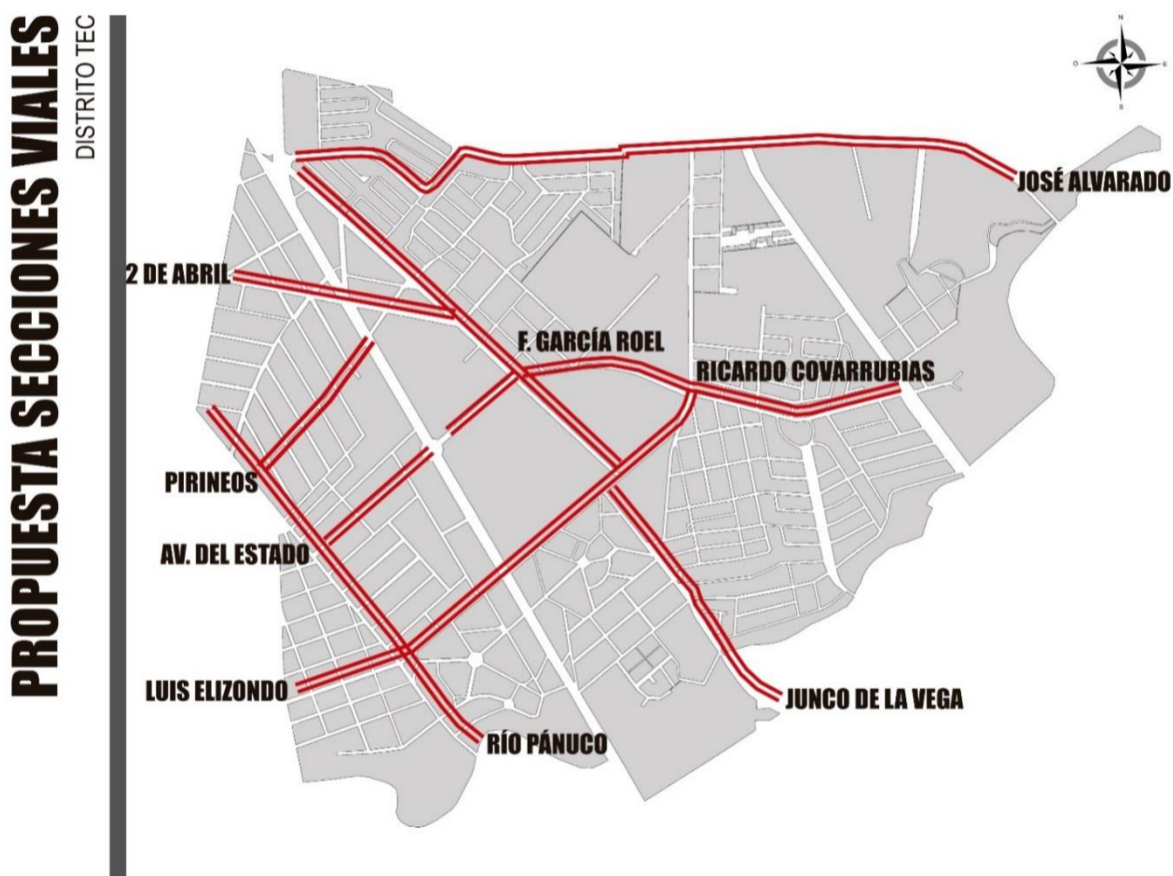 PROPUESTA SECCIONES VIALES
DISTRITO TEC
N
O
E
S
JOSÉ ALVARADO
2 DE ABRIL
F. GARCÍA ROEL
RICARDO COVARRUBIAS
PIRINEOS
AV. DEL ESTADO
LUIS ELIZONDO
JUNCO DE LA VEGA
RÍO PÁNUCO